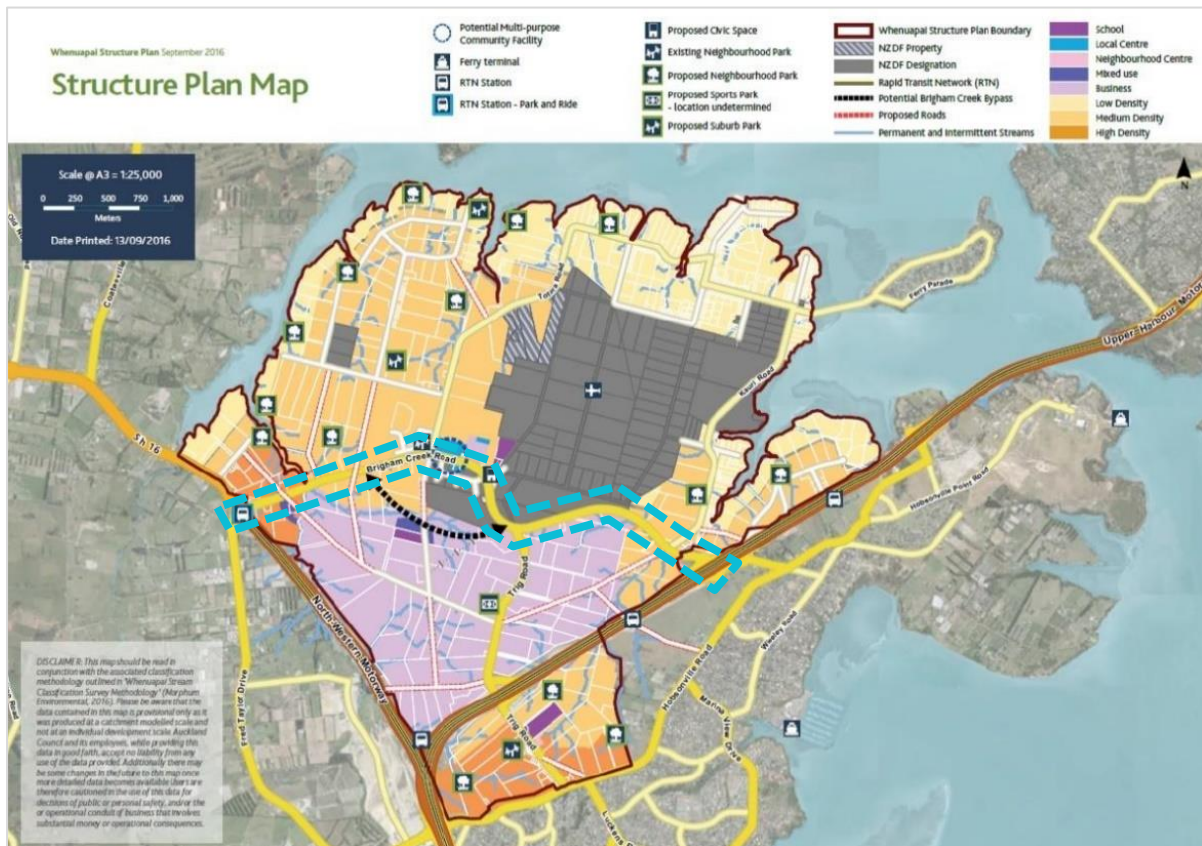 Whenuapai Structure Plan September 2016
Structure Plan Map
Potential Multi-purpose
Community Facility
Ferry terminal
RTN Station
RTN Station - Park and Ride
Proposed Civic Space
Existing Neighbourhood Park
Proposed Neighbourhood Park
Proposed Sports Park
- location undetermined
Proposed Suburb Park
Whenuapai Structure Plan Boundary
NZDF Property
NZDF Designation
Rapid Transit Network (RTN)
Potential Brigham Creek Bypass
Proposed Roads
Permanent and Intermittent Streams
School
Local Centre
Neighbourhood Centre
Mixed use
Business
Low Density
Medium Density
High Density
Scale @ A3 = 1:25,000
0 250 500 750 1,000
Meters
Date Printed: 13/09/2016
N
Ferry Parade
Upper Harbour
Kauri Road
Sh 16
Brigham Creek Road
Hobsonville Point Road
Trig Road
North-Western Motorway
Wiseley Road
Hobsonville Road
Marina View Drive
Fred Taylor Drive
Trig Road
DISCLAIMER: This map should be read in
conjunction with the associated classification
methodology outlined in "Whenuapai Stream
Classification Survey Methodology" (Morphum
Environmental, 2016). Please be aware that the
data contained in this map is provisional only as it
was produced at a catchment modelled scale and
not at an individual development scale. Auckland
Council and its employees, while providing this
data in good faith, accept no liability from any
use of the data provided. Additionally there may
be some changes in the future to this map once
more detailed data becomes available. Users are
therefore cautioned in the use of this data for
decisions of public or personal safety, and/or the
or operational conduit of business that involves
substantial money or operational consequences.